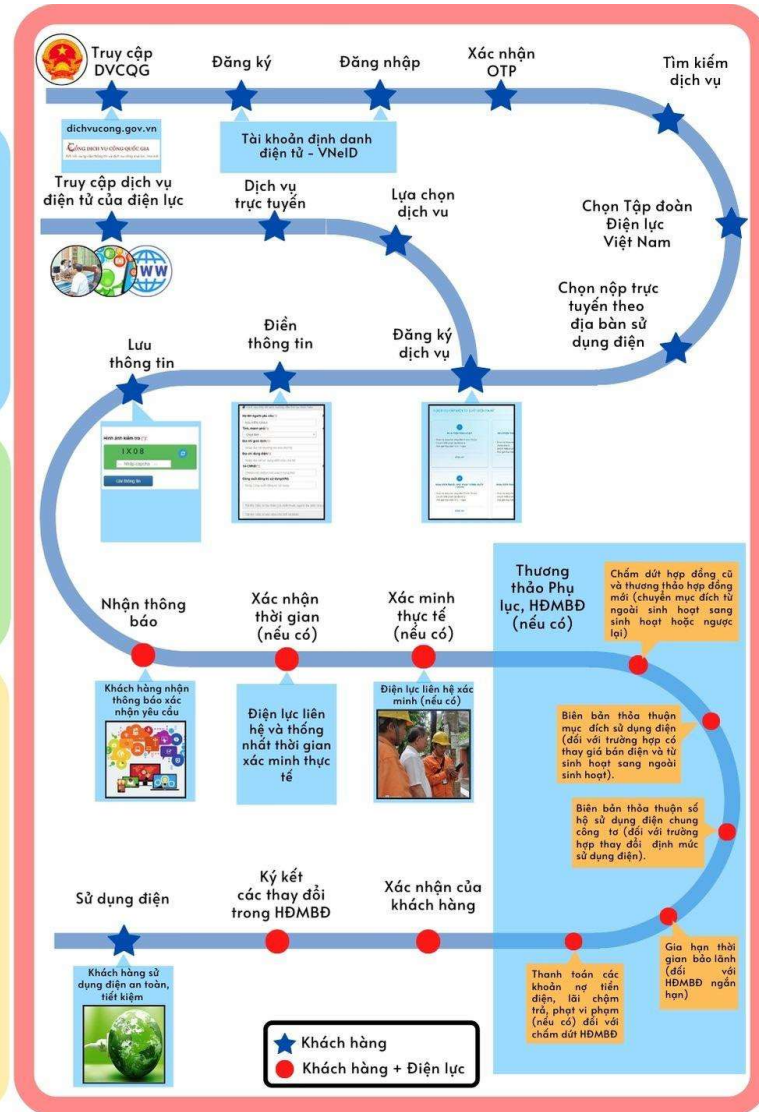 Truy cập
DVCQG
Đăng ký
Đăng nhập
Xác nhận
OTP
Tìm kiếm
dịch vụ
dichvucong.gov.vn
CỔNG DỊCH VỤ CÔNG QUỐC GIA
Tài khoản định danh
điện tử - VNeID
Truy cập dịch vụ
điện tử của điện lực
Dịch vụ
trực tuyến
Lựa chọn
dịch vu
Chọn Tập đoàn
Điện lực
Việt Nam
WW
Chọn nộp trực
tuyến theo
địa bàn sử
dụng điện
Lưu
thông tin
Điền
thông tin
Đăng ký
dịch vụ
Hình ảnh kiểm tra
1X08
Lưu thông tin
Nhận thông
báo
Xác nhận
thời gian
(nếu có)
Xác minh
thực tế
(nếu có)
Thương
thảo Phụ
lục, HĐMBĐ
(nếu có)
Chấm dứt hợp đồng cũ
và thương thảo hợp đồng
mới (chuyển mục đích từ
ngoài sinh hoạt sang
sinh hoạt hoặc ngược
lại)
Khách hàng nhận
thông báo xác
nhận yêu cầu
Điện lực liên
hệ và thống
nhất thời gian
xác minh thực
tế
Điện lực liên hệ xác
minh (nếu có)
Biên bản thỏa thuận
mục đích sử dụng điện
(đối với trường hợp có
thay giá bán điện và từ
sinh hoạt sang ngoài
sinh hoạt).
Biên bản thỏa thuận số
hộ sử dụng điện chung
công tơ (đối với trường
hợp thay đổi định mức
sử dụng điện).
Sử dụng điện
Ký kết
các thay đổi
trong HĐMBĐ
Xác nhận của
khách hàng
Khách hàng sử
dụng điện an toàn,
tiết kiệm
Thanh toán các
khoản nợ tiền
điện, lãi chậm
trả, phạt vi phạm
(nếu có) đối với
chấm dứt HĐMBĐ
Gia hạn thời
gian bảo lãnh
(đối với
HĐMBĐ ngắn
hạn)
Khách hàng
Khách hàng + Điện lực